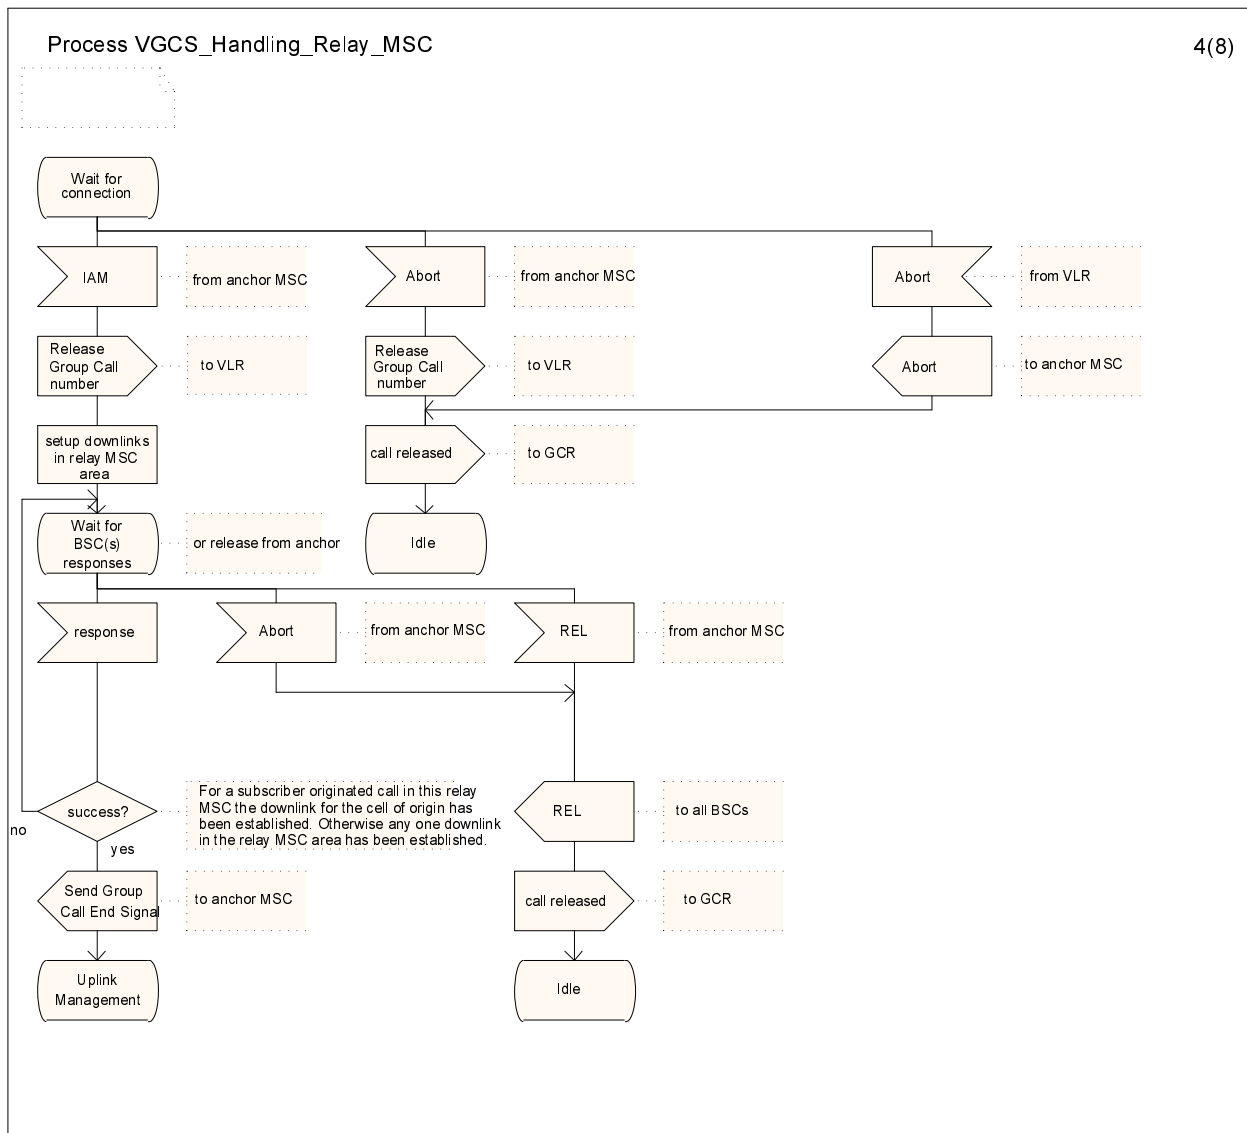 Process VGCS_Handling_Relay_MSC
4(8)
Wait for
connection
IAM
from anchor MSC
Abort
from anchor MSC
Abort
from VLR
Release
Group Call
number
to VLR
Release
Group Call
number
to VLR
Abort
to anchor MSC
setup downlinks
in relay MSC
area
call released
to GCR
Wait for
BSC(s)
responses
or release from anchor
Idle
response
Abort
from anchor MSC
REL
from anchor MSC
success?
no
yes
For a subscriber originated call in this relay
MSC the downlink for the cell of origin has
been established. Otherwise any one downlink
in the relay MSC area has been established.
REL
to all BSCs
Send Group
Call End Signal
to anchor MSC
call released
to GCR
Uplink
Management
Idle